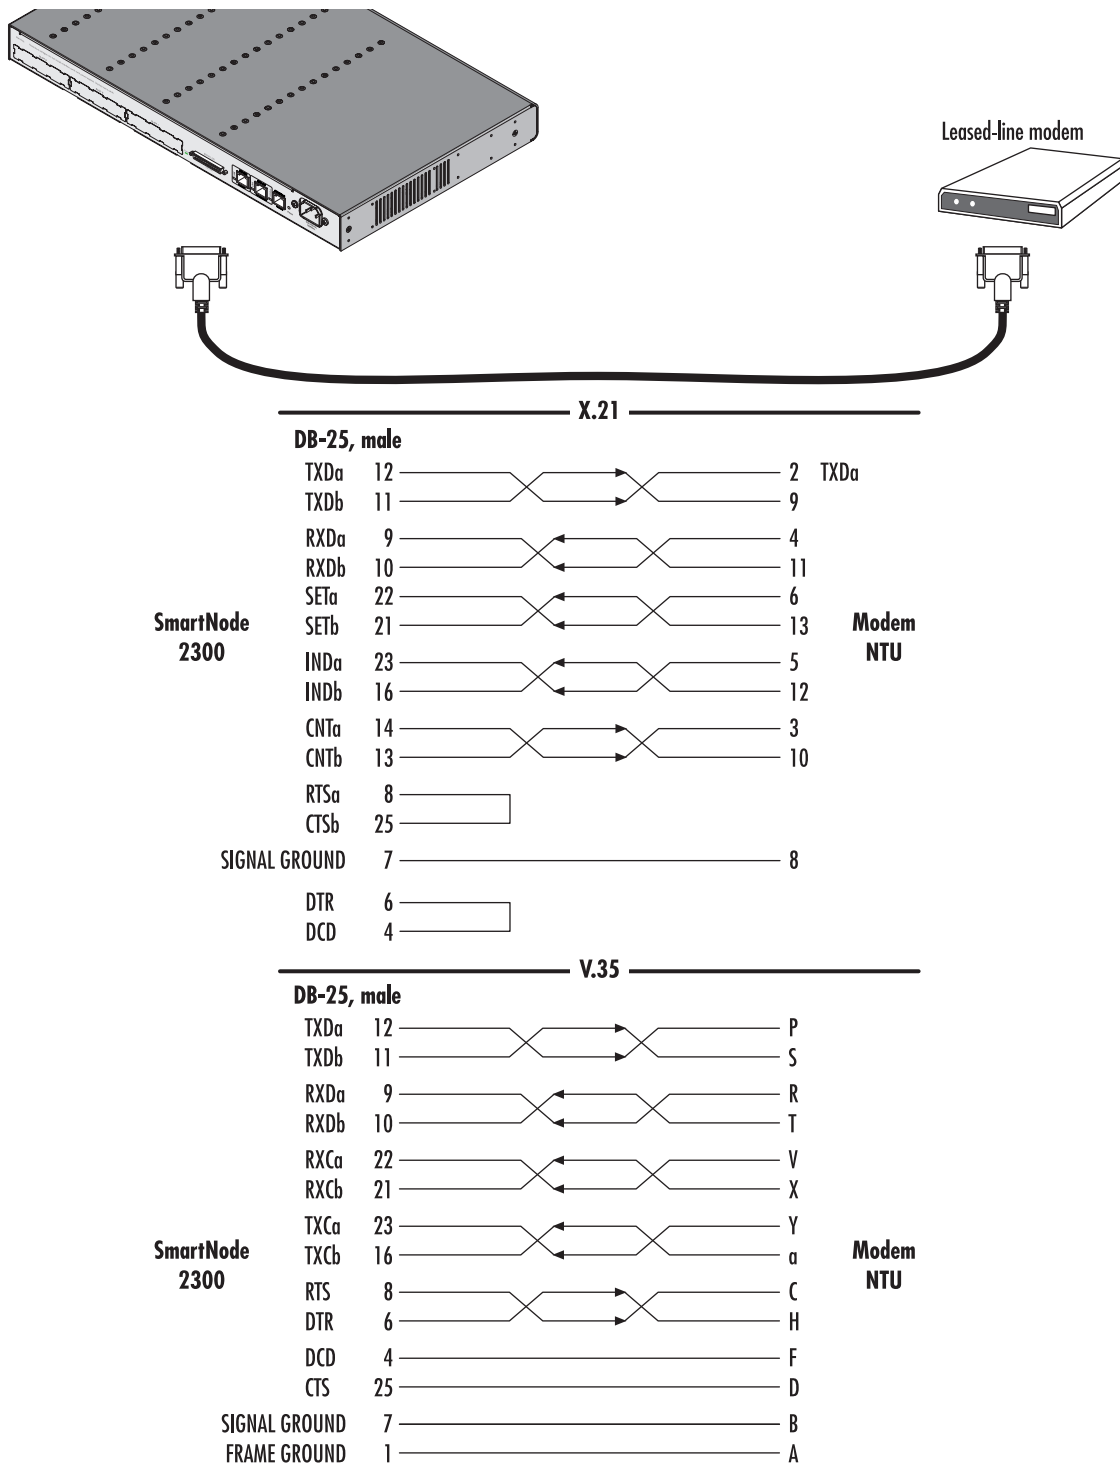 Leased-line modem
X.21
DB-25, male
TXDa 12 2 TXDa
TXDb 11 9
RXDa 9 4
RXDb 10 11
SETa 22 6
SETb 21 13
SmartNode 2300
Modem NTU
INDa 23 5
INDb 16 12
CNTa 14 3
CNTb 13 10
RTSa 8
CTSb 25
SIGNAL GROUND 7 8
DTR 6
DCD 4
V.35
DB-25, male
TXDa 12 P
TXDb 11 S
RXDa 9 R
RXDb 10 T
RXCa 22 V
RXCb 21 X
TXCa 23 Y
TXCb 16 a
SmartNode 2300
Modem NTU
RTS 8 C
DTR 6 H
DCD 4 F
CTS 25 D
SIGNAL GROUND 7 B
FRAME GROUND 1 A